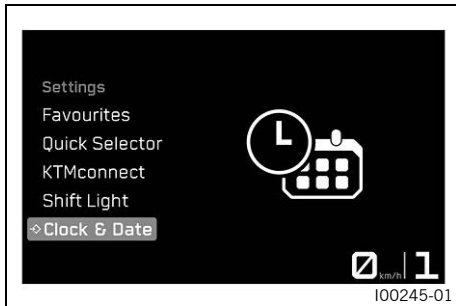 Settings
Favourites
Quick Selector
KTMconnect
Shift Light
Clock & Date
0 km/h 1
I00245-01